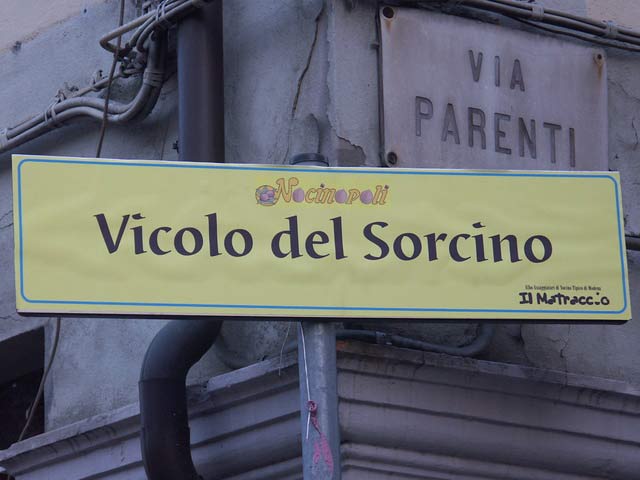 VIA
PARENTI
Nocinopoli
Vicolo del Sorcino
Il Matraccio